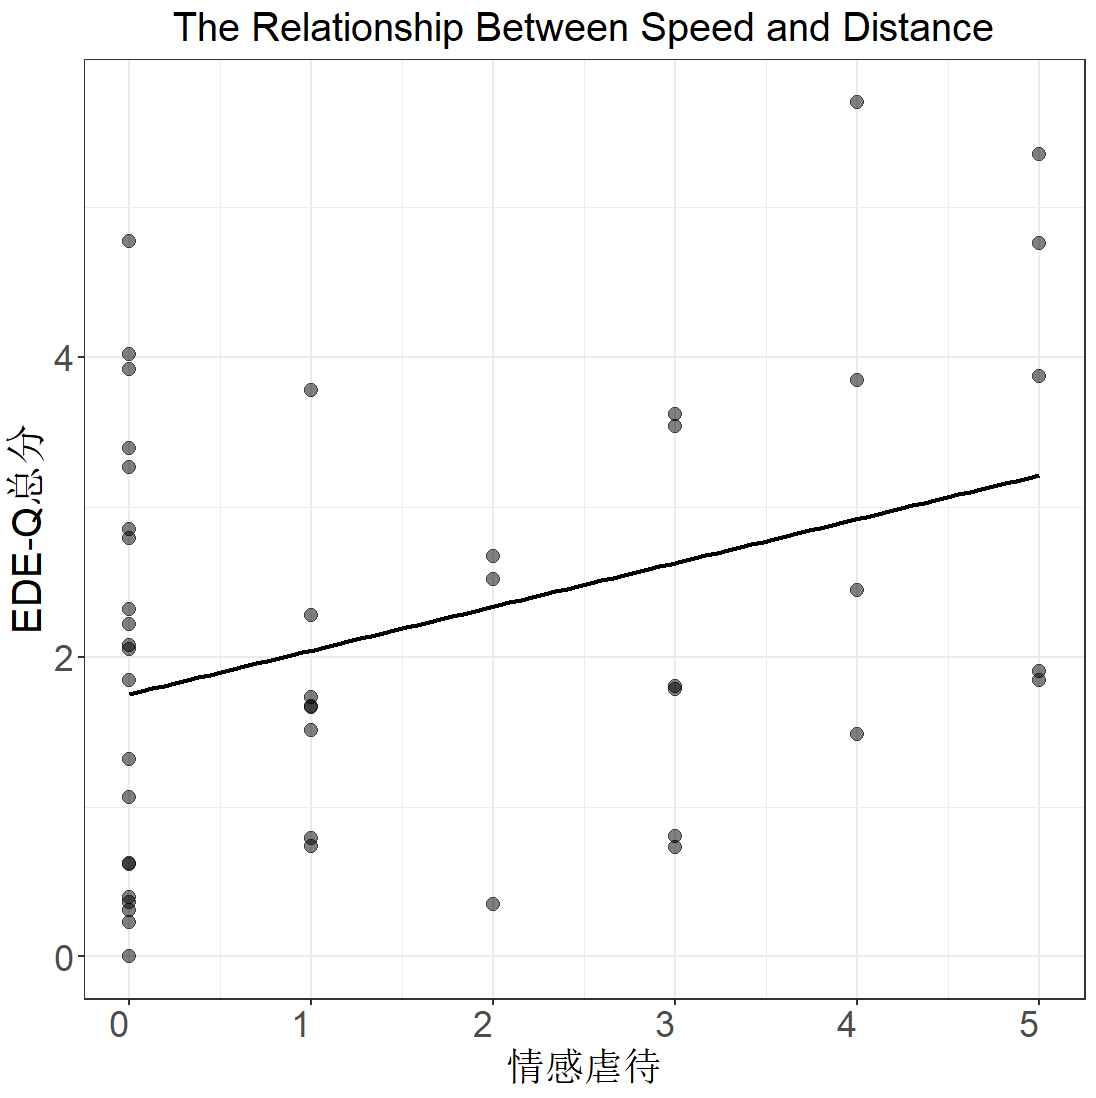 The Relationship Between Speed and Distance
EDE-Q总分
4
2
0
0 1 2 3 4 5
情感虐待